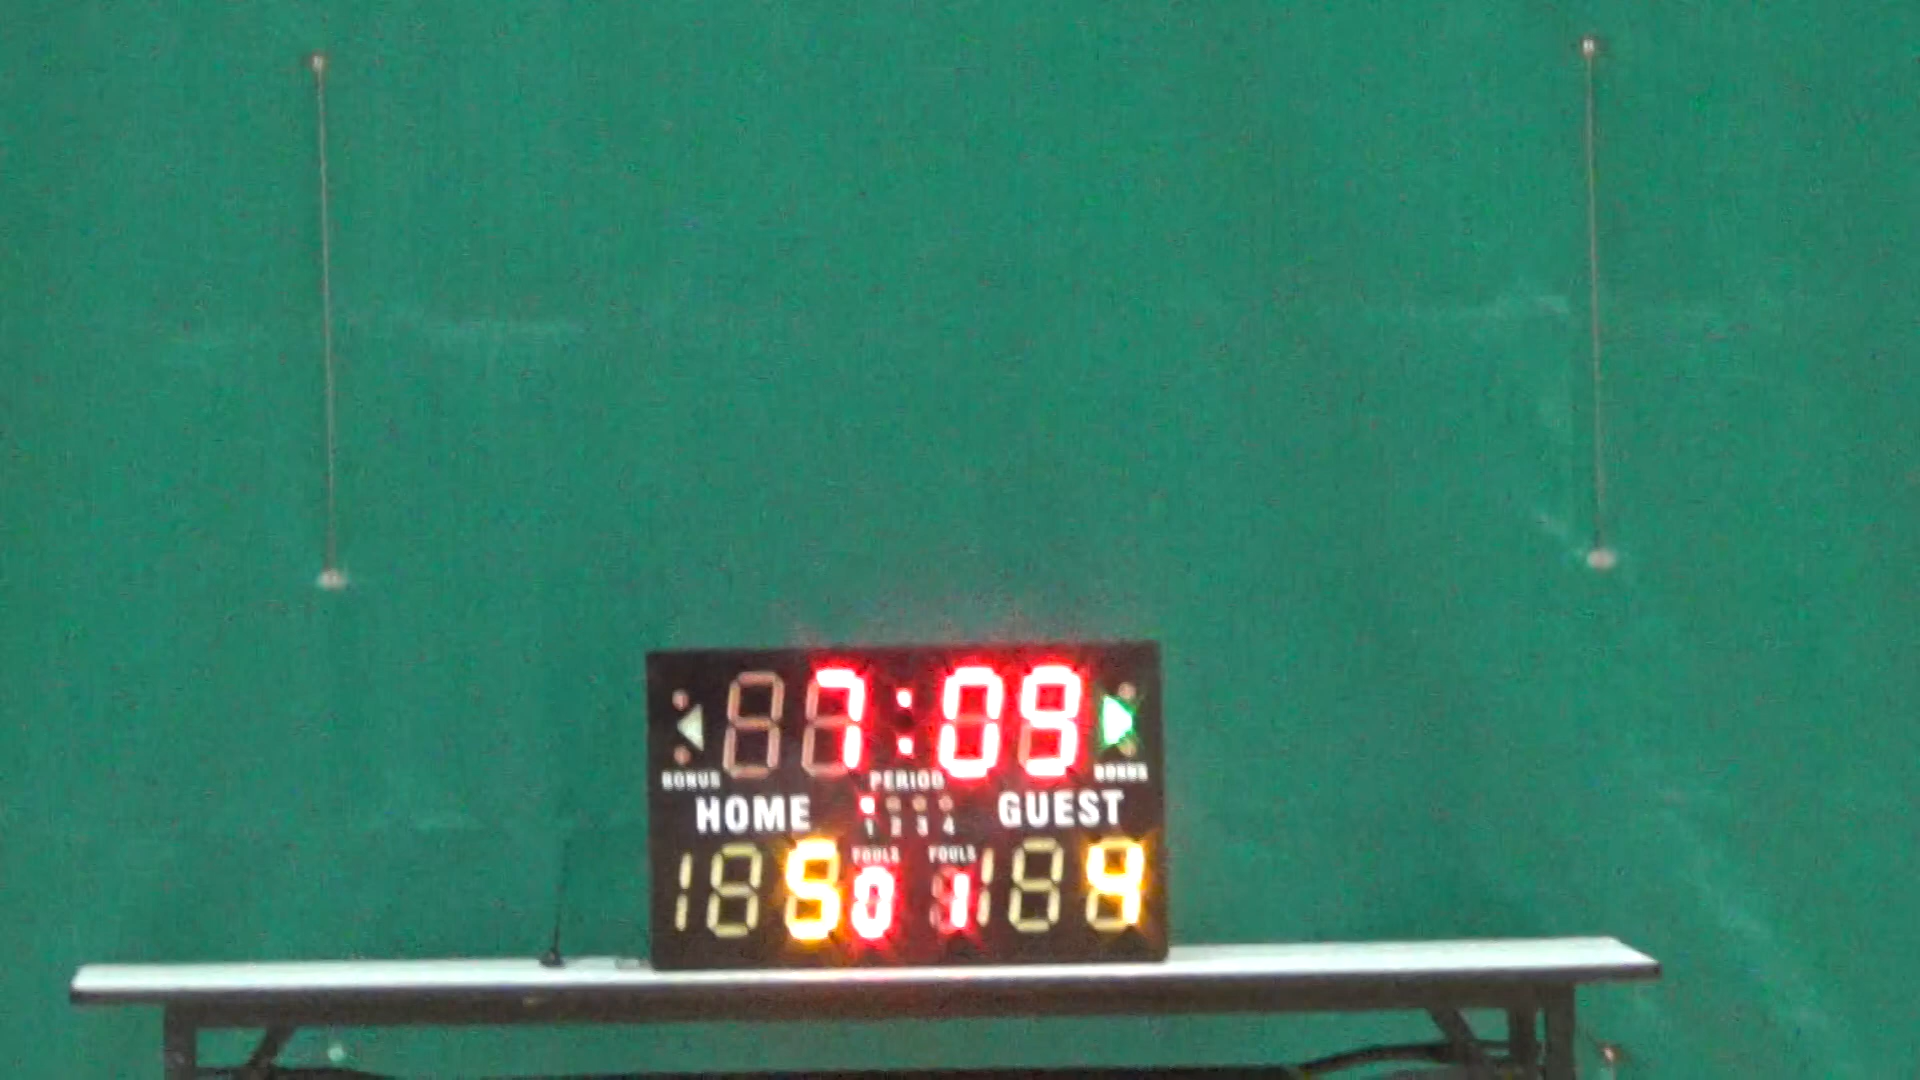 7:09
BONUS PERIOD BONUS
HOME 1 2 3 4 GUEST
FOULS FOULS
5 0 1 4